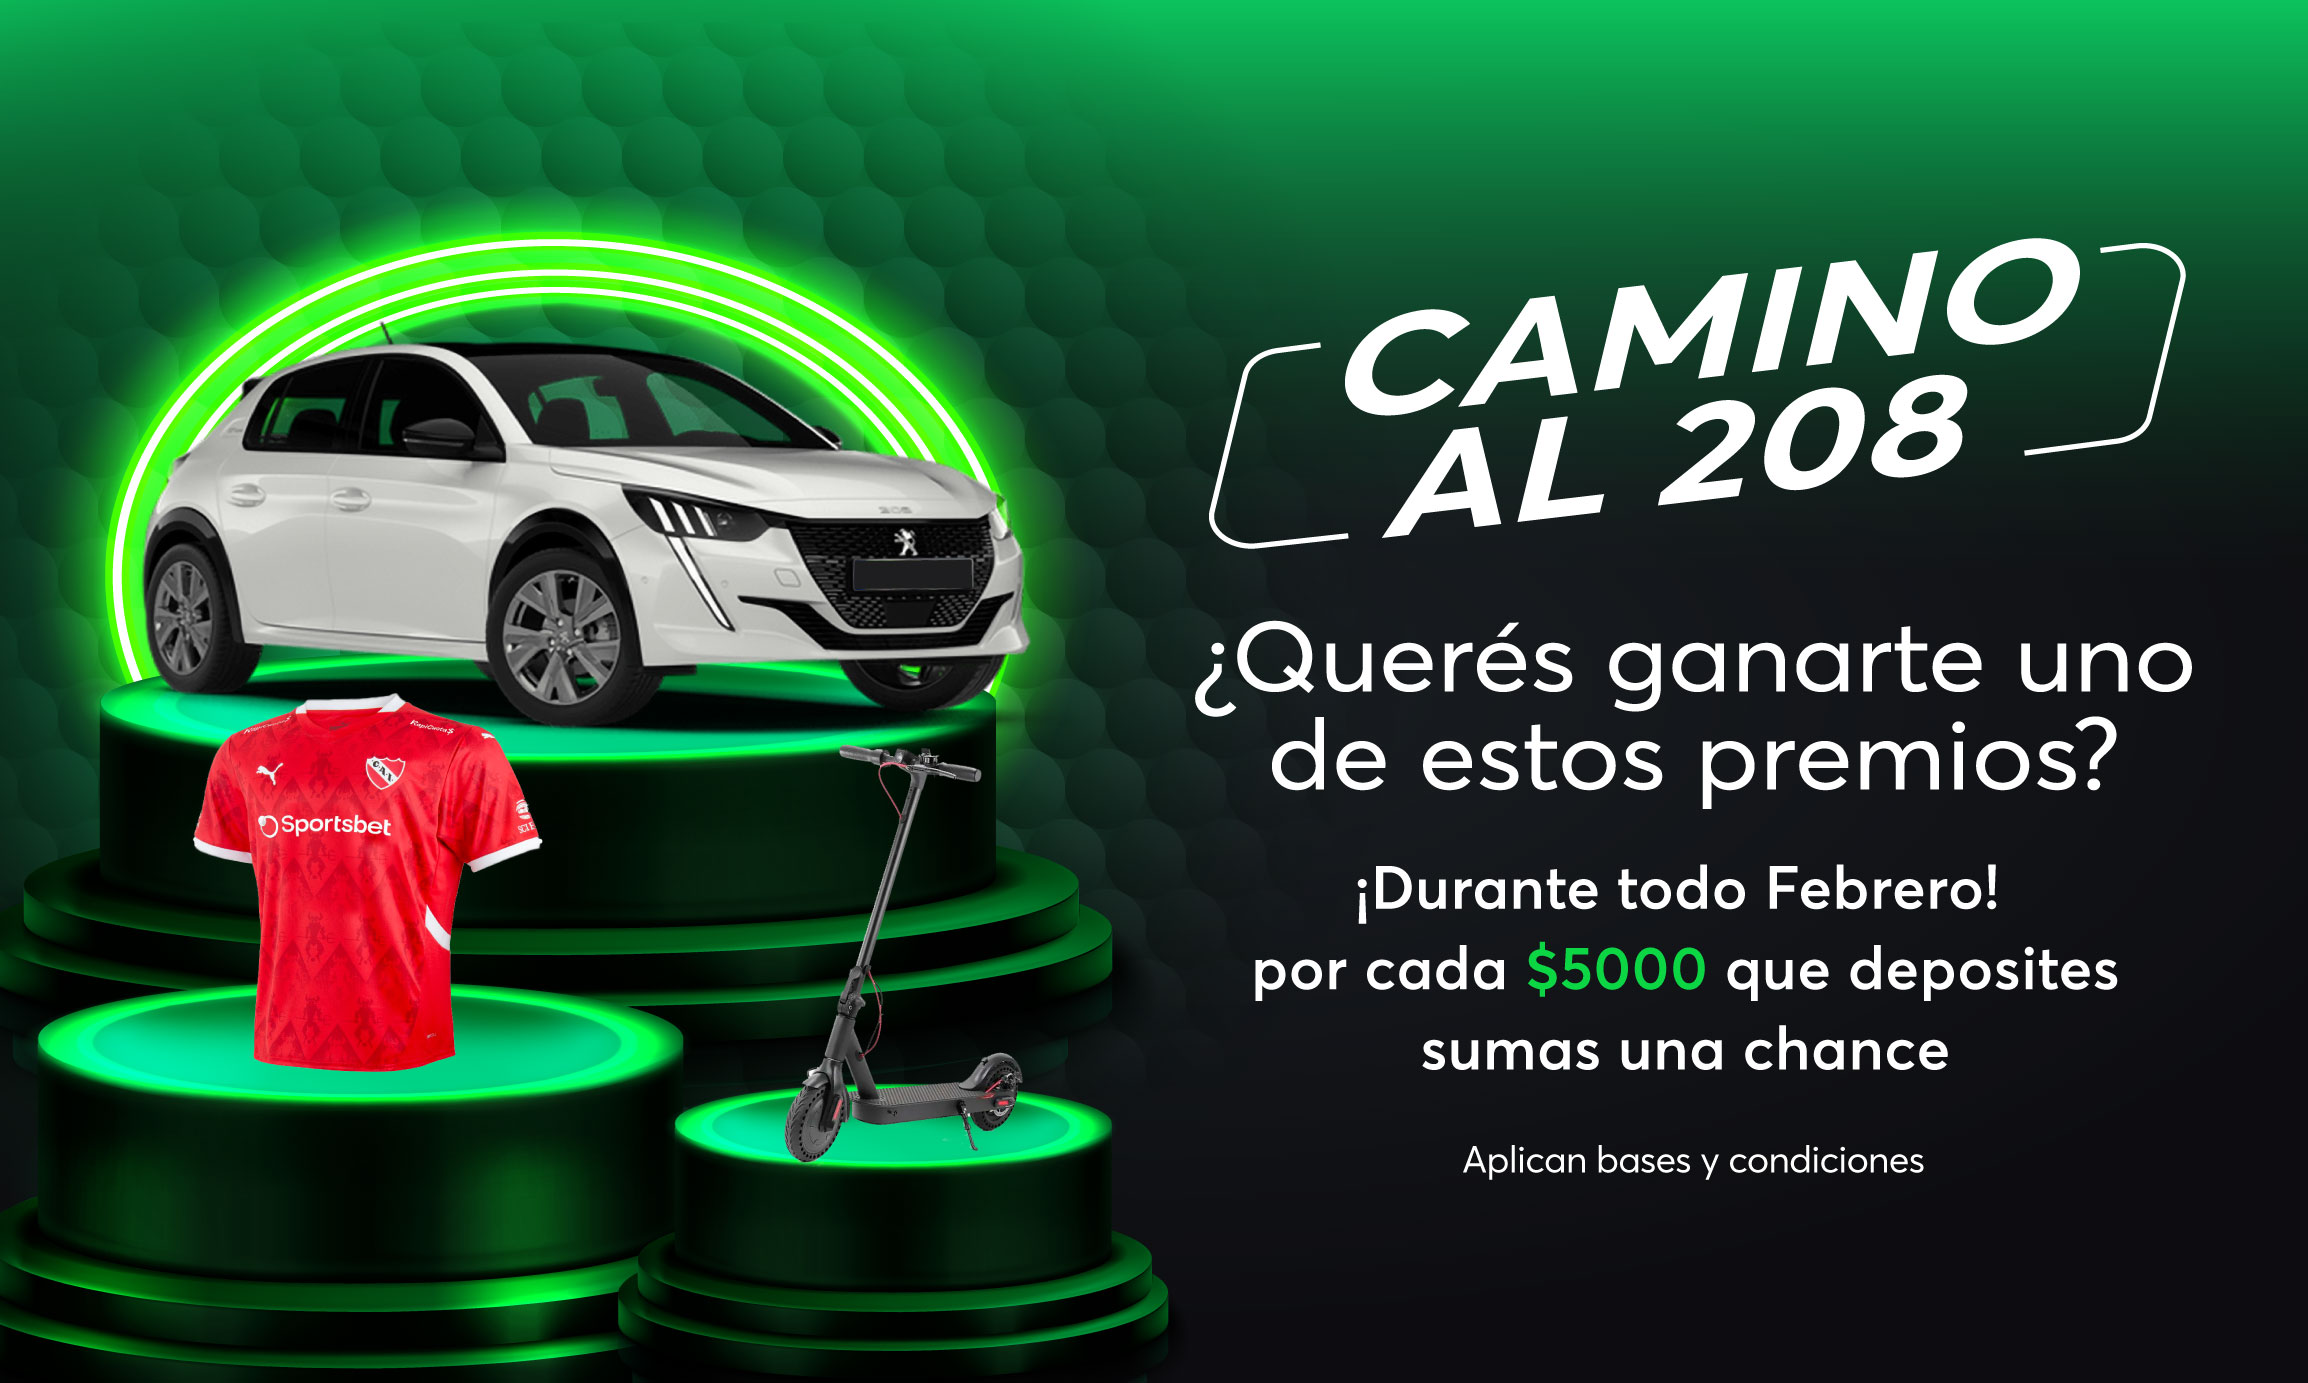 CAMINO
AL 208
¿Querés ganarte uno
de estos premios?
¡Durante todo Febrero!
por cada $5000 que deposites
sumas una chance
Aplican bases y condiciones
208
Sportsbet